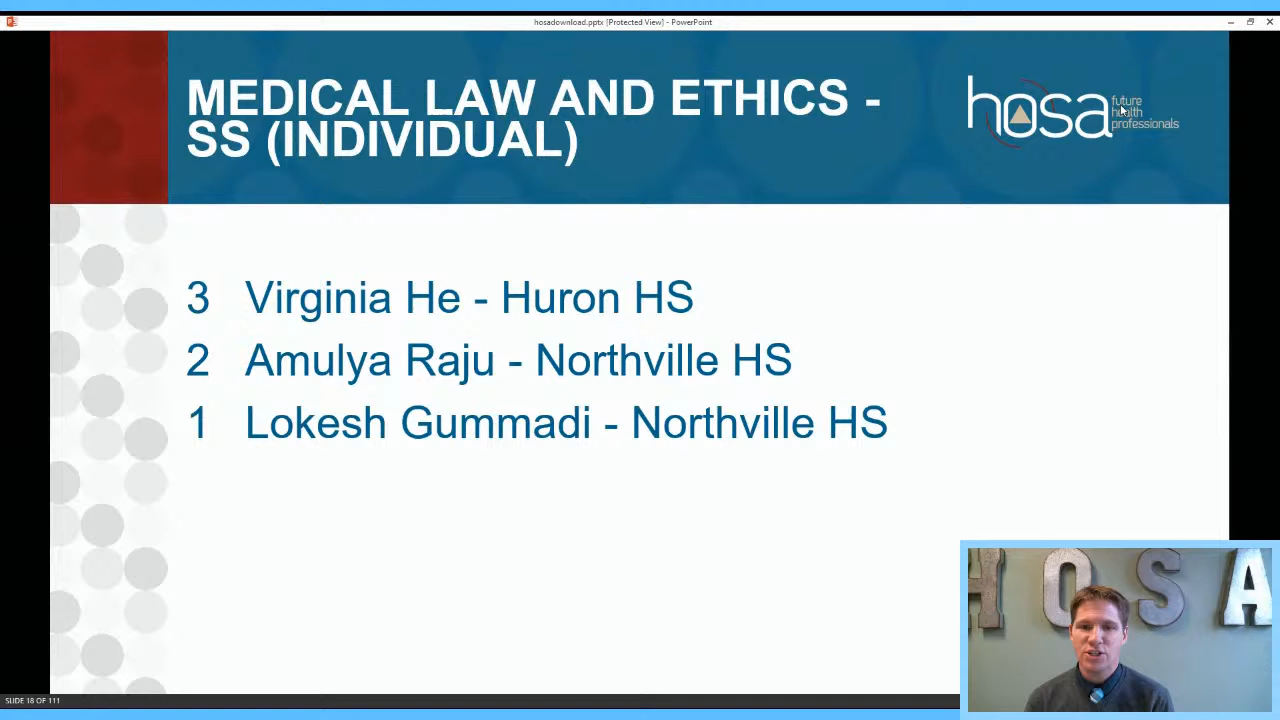 hosadownload.pptx [Protected View] - PowerPoint
MEDICAL LAW AND ETHICS -
SS (INDIVIDUAL)
hosa
future
health
professionals
3 Virginia He - Huron HS
2 Amulya Raju - Northville HS
1 Lokesh Gummadi - Northville HS
HOSA
SLIDE 18 OF 111